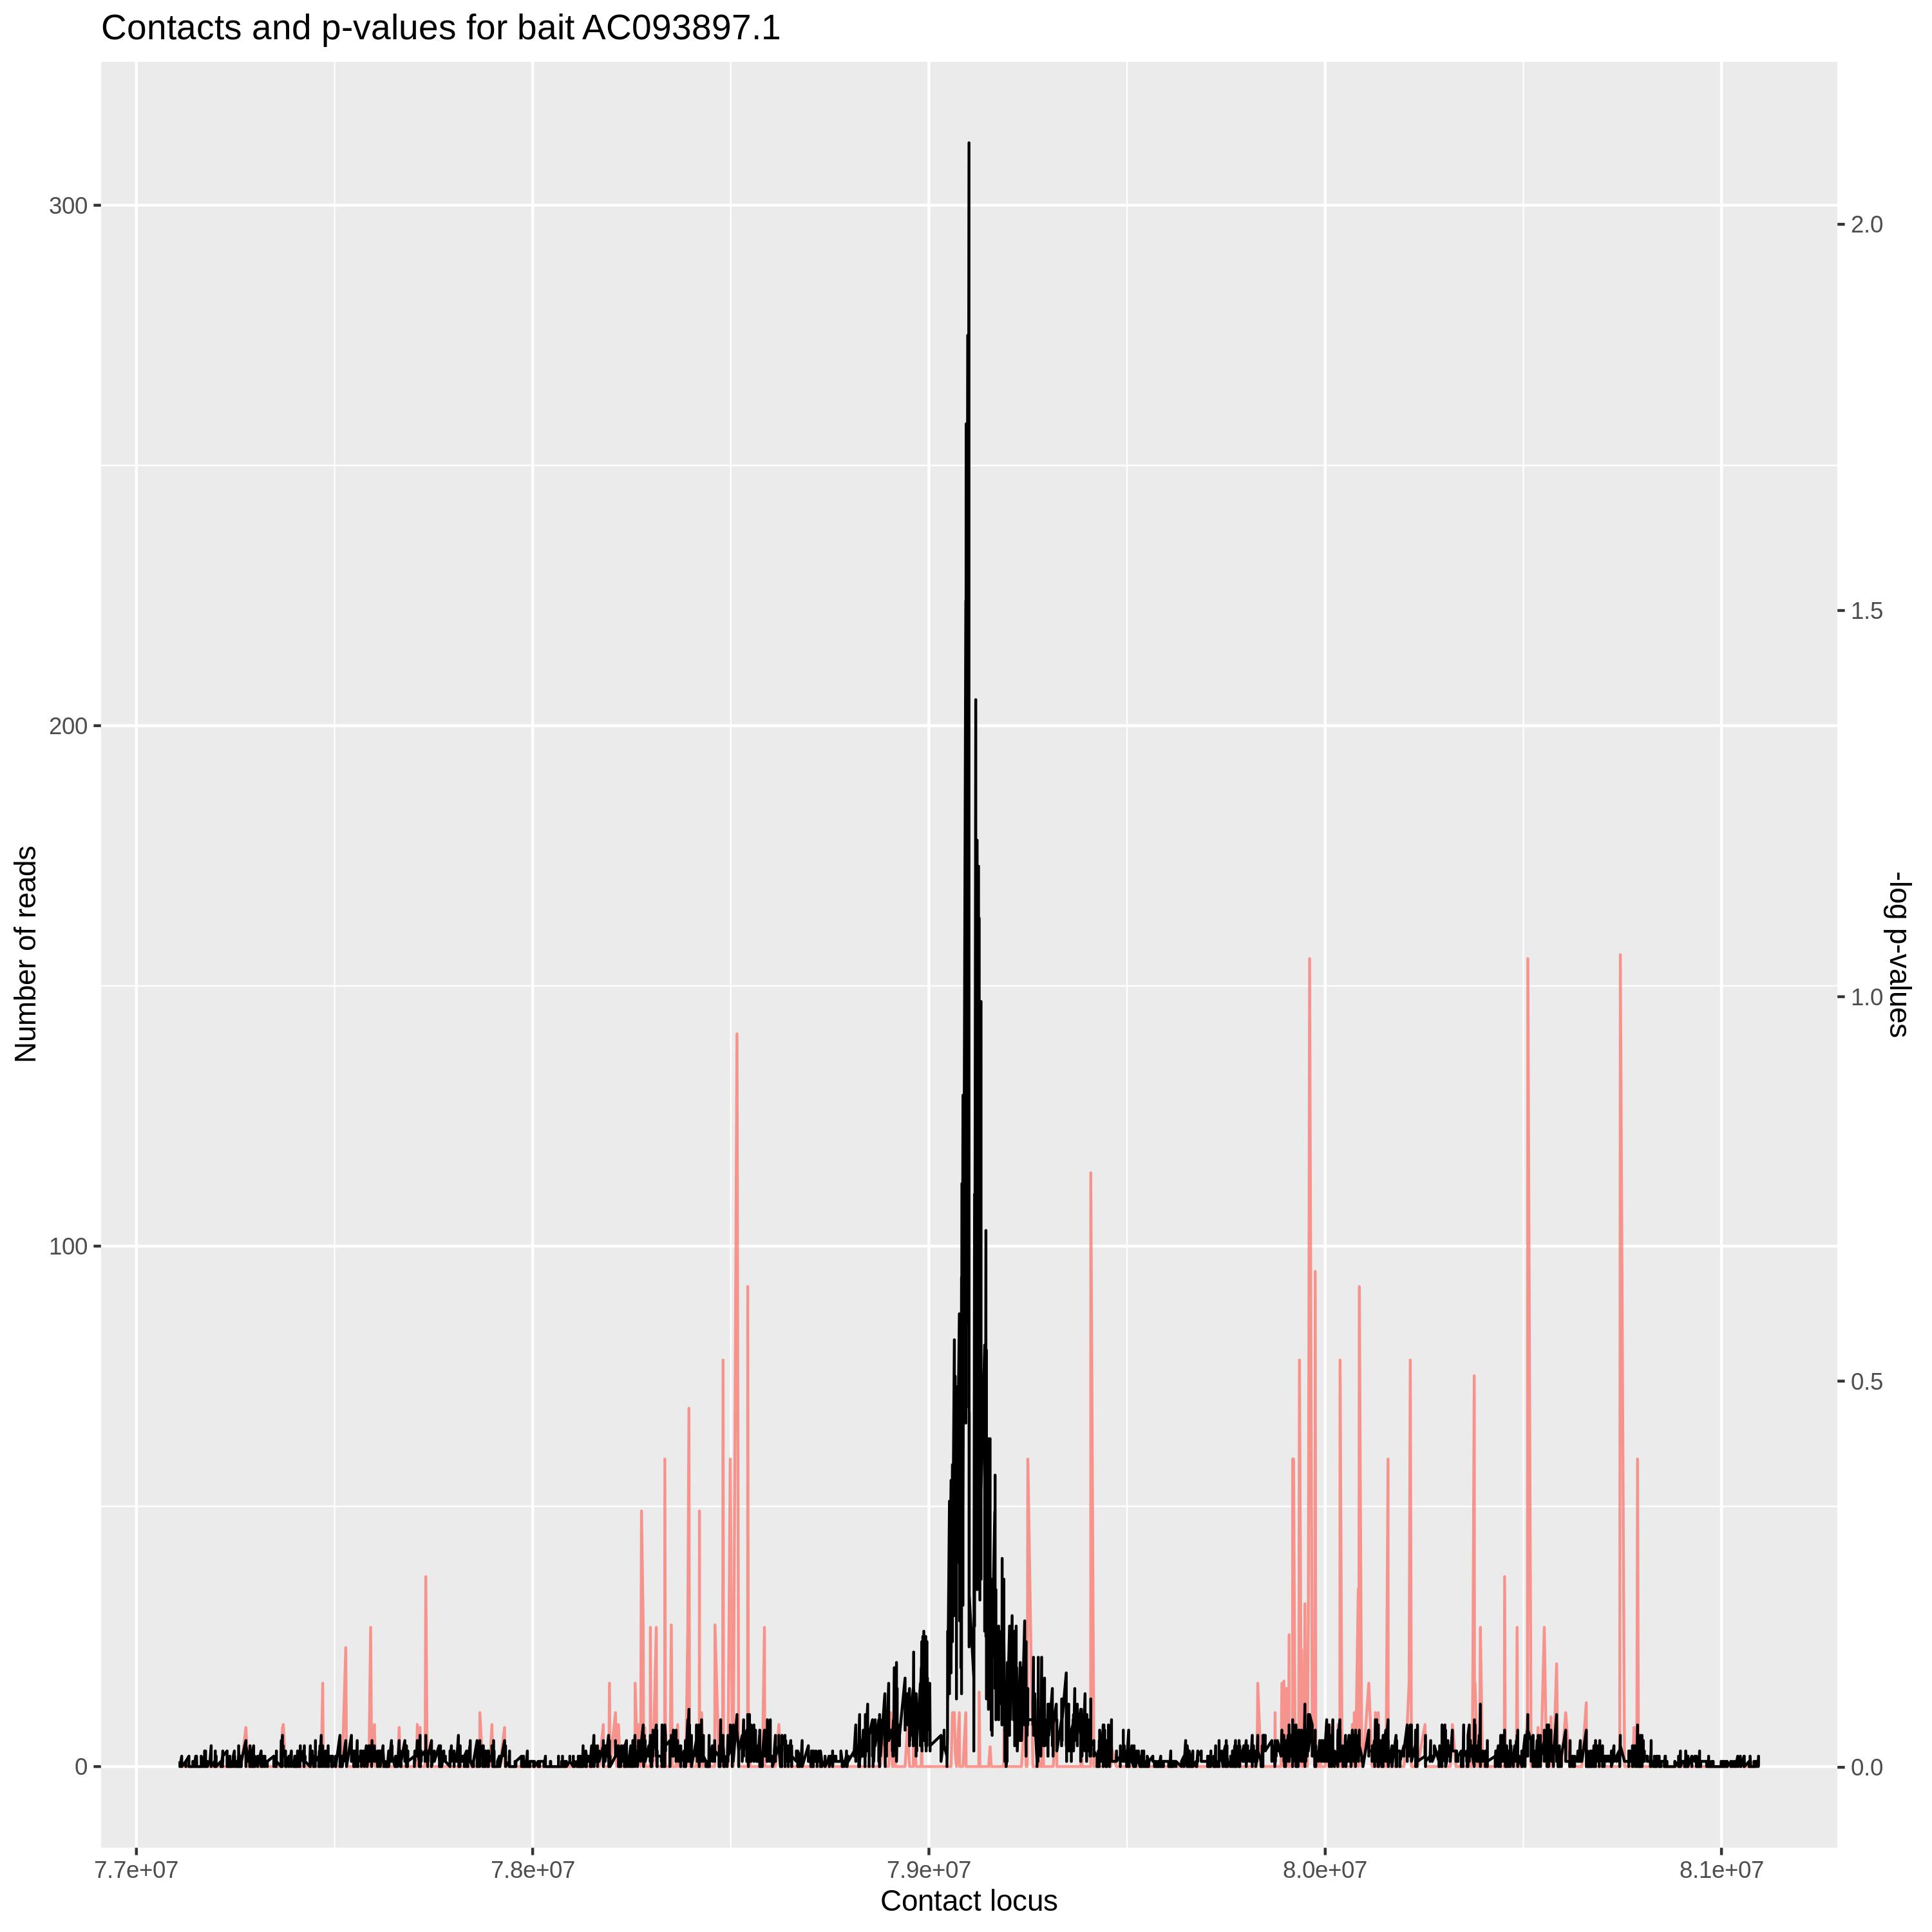 Contacts and p-values for bait AC093897.1
300
200
100
0
Number of reads
2.0
1.5
1.0
0.5
0.0
-log p-values
7.7e+07
7.8e+07
7.9e+07
8.0e+07
8.1e+07
Contact locus